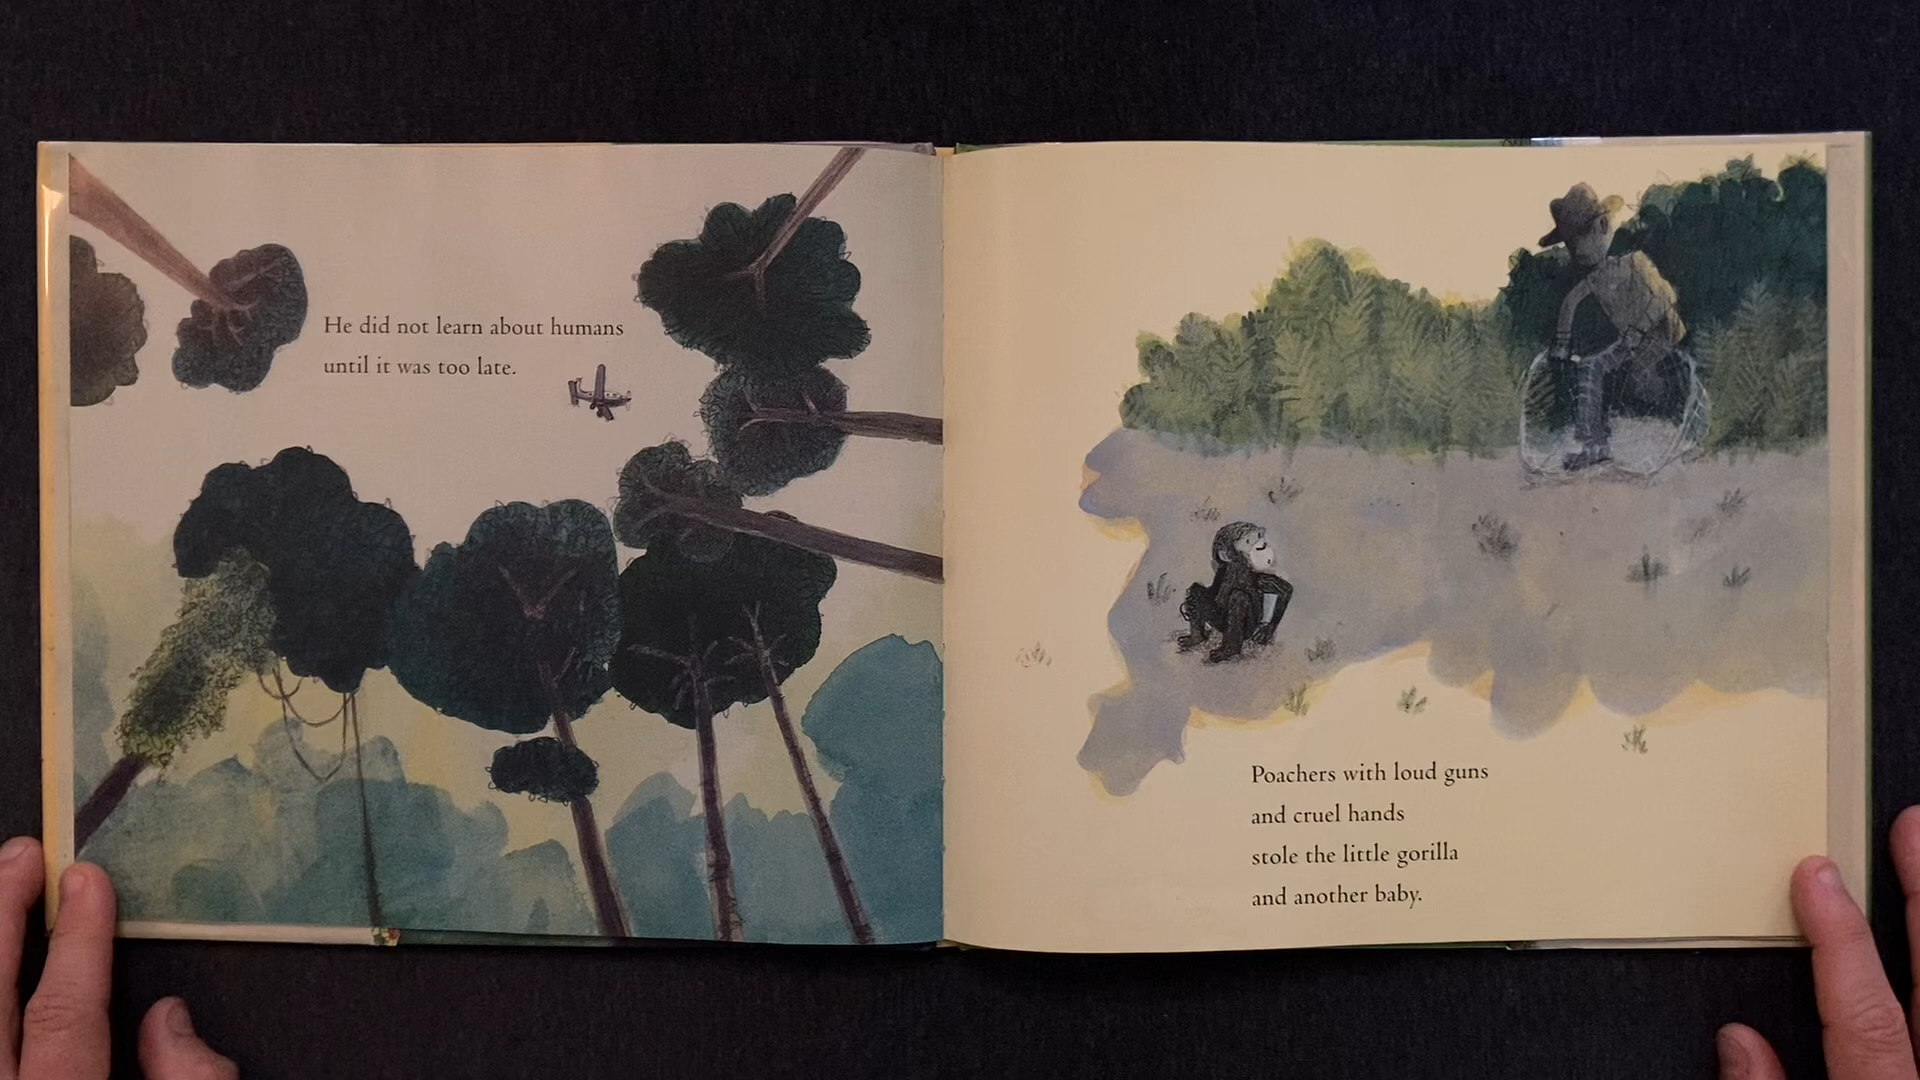 He did not learn about humans
until it was too late.
Poachers with loud guns
and cruel hands
stole the little gorilla
and another baby.